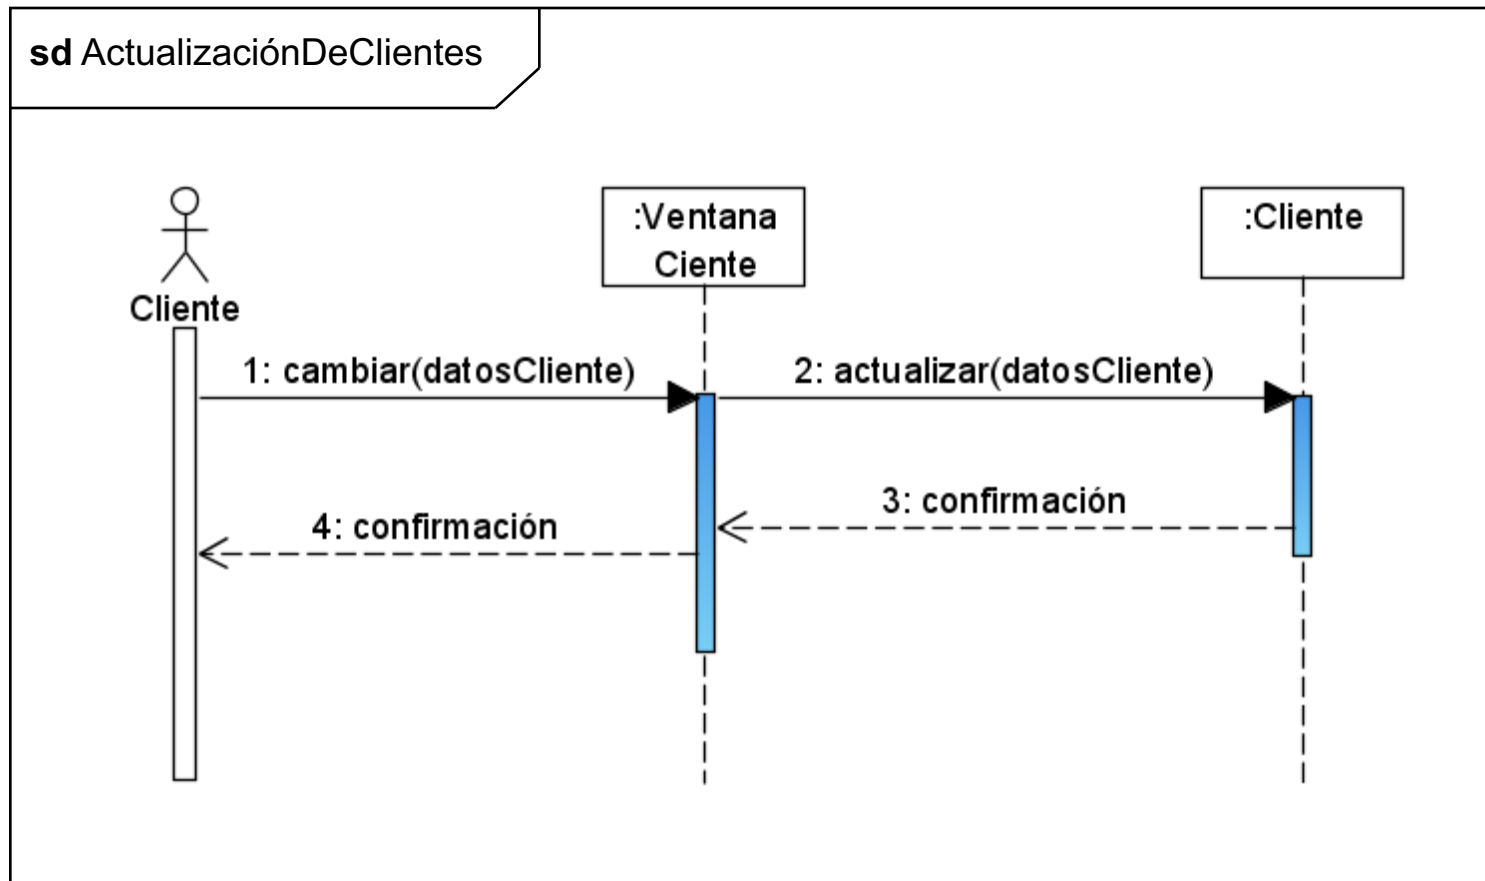 sd ActualizaciónDeClientes
:Ventana
Ciente
:Cliente
Cliente
1: cambiar(datosCliente)
2: actualizar(datosCliente)
3: confirmación
4: confirmación